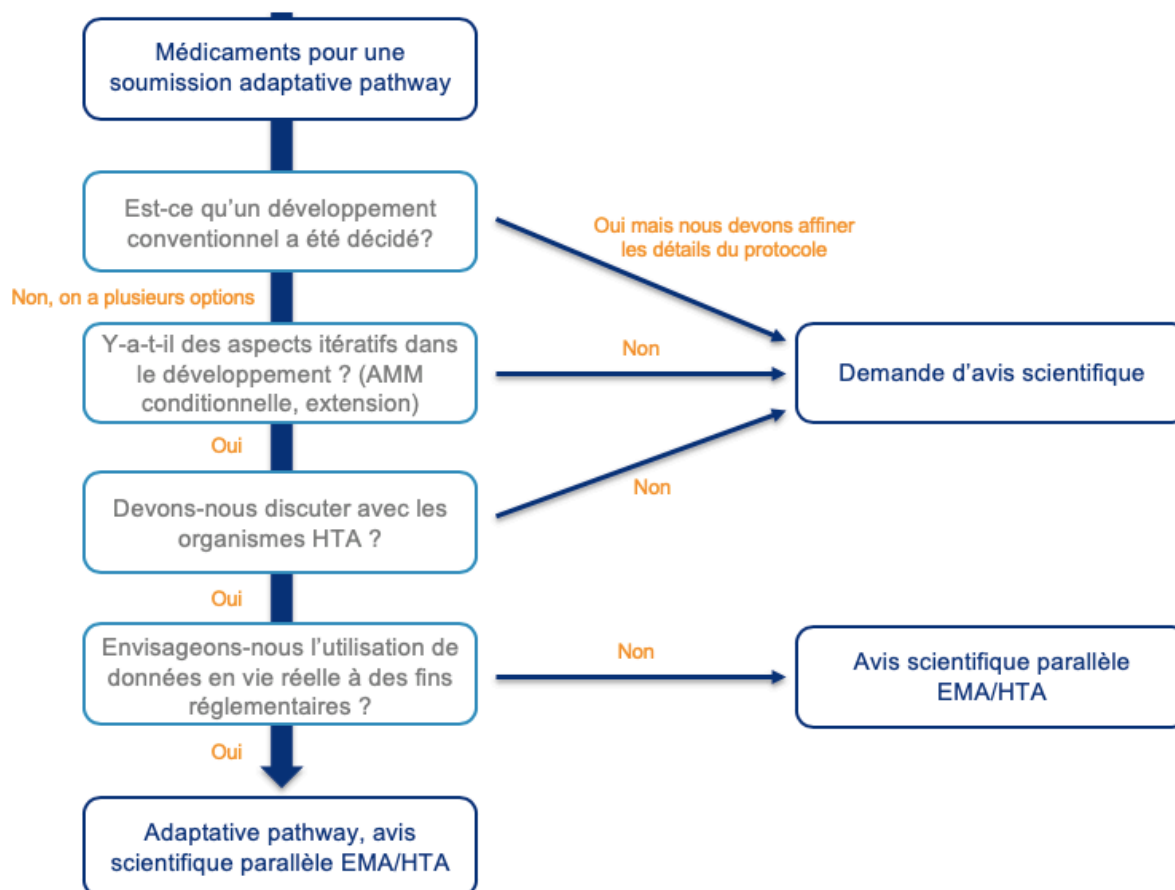 Médicaments pour une
soumission adaptative pathway
Est-ce qu'un développement
conventionnel a été décidé?
Oui mais nous devons affiner
les détails du protocole
Non, on a plusieurs options
Y-a-t-il des aspects itératifs dans
le développement ? (AMM
conditionnelle, extension)
Non
Demande d'avis scientifique
Oui
Devons-nous discuter avec les
organismes HTA ?
Non
Oui
Envisageons-nous l'utilisation de
données en vie réelle à des fins
réglementaires ?
Non
Avis scientifique parallèle
EMA/HTA
Oui
Adaptative pathway, avis
scientifique parallèle EMA/HTA